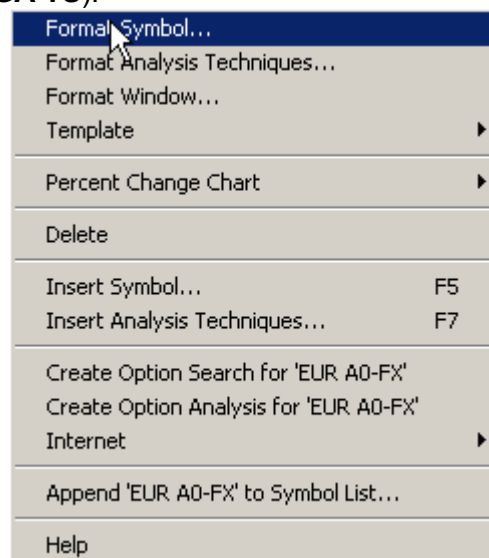 Format Symbol...
Format Analysis Techniques...
Format Window...
Template
Percent Change Chart
Delete
Insert Symbol... F5
Insert Analysis Techniques... F7
Create Option Search for 'EUR A0-FX'
Create Option Analysis for 'EUR A0-FX'
Internet
Append 'EUR A0-FX' to Symbol List...
Help